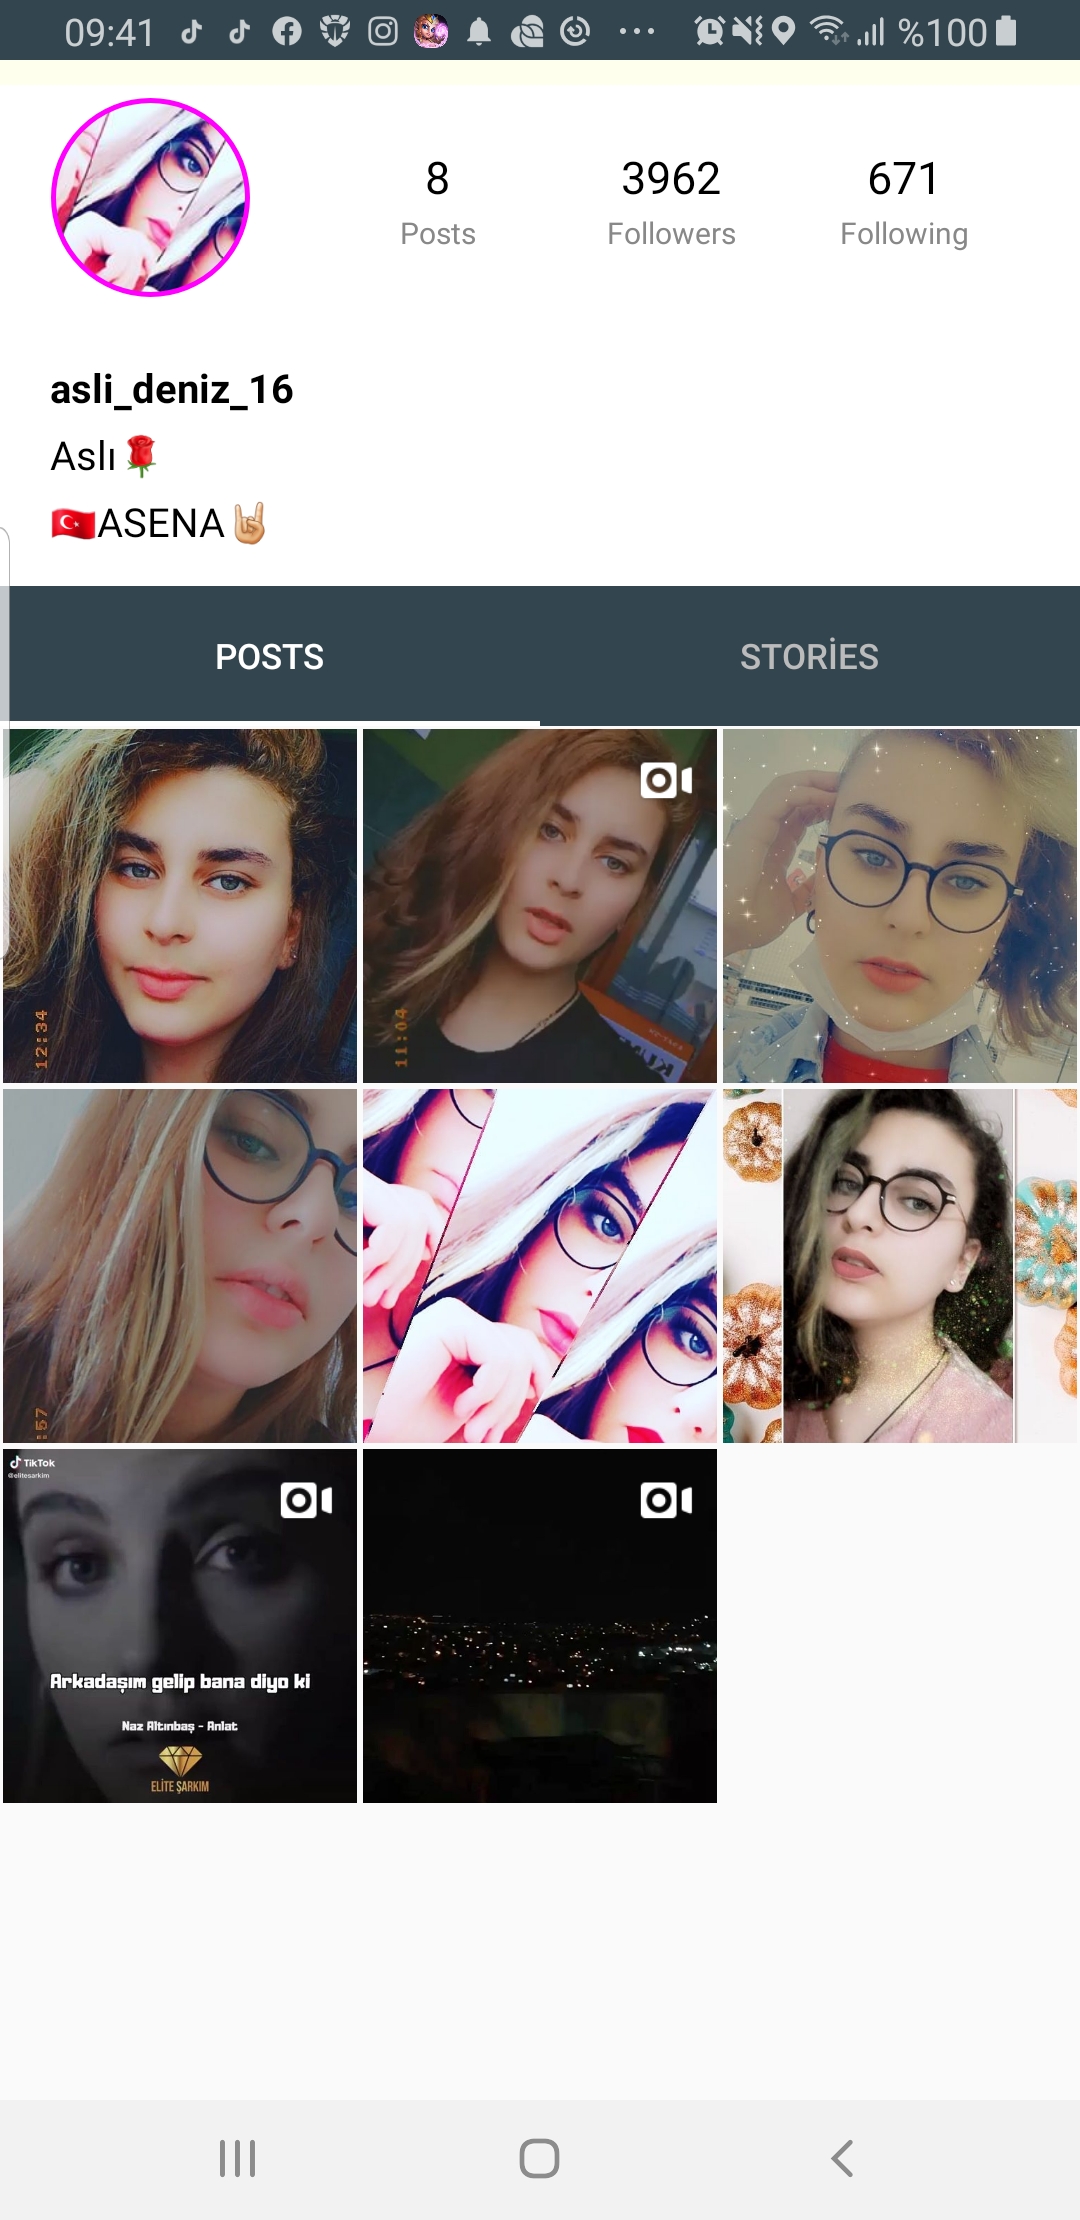 09:41 %100
8 3962 671
Posts Followers Following
asli_deniz_16
Aslı🌹
🇹🇷ASENA🤘🏼
POSTS STORİES
12:34
11:04
:57
TikTok
@elitesarkim
Arkadaşım gelip bana diyo ki
Naz Altınbaş - Anlat
ELİTE ŞARKIM